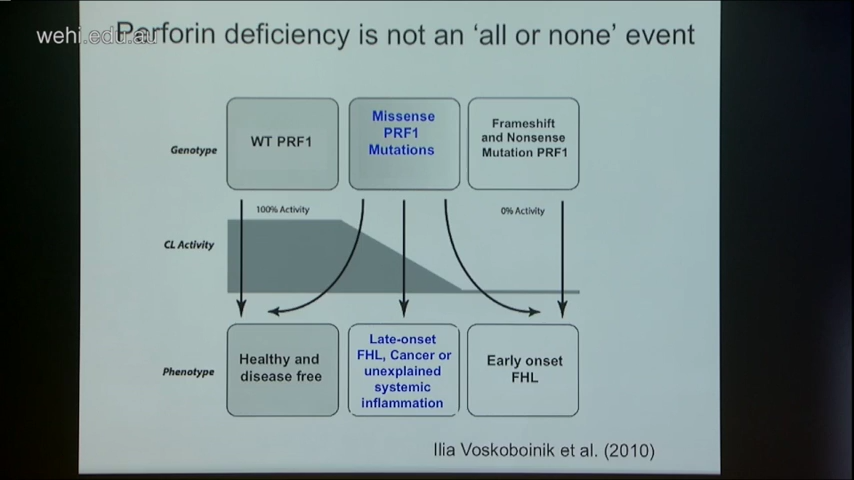 wehi.edu.au
Perforin deficiency is not an 'all or none' event
Genotype
WT PRF1
Missense
PRF1
Mutations
Frameshift
and Nonsense
Mutation PRF1
100% Activity
0% Activity
CL Activity
Phenotype
Healthy and
disease free
Late-onset
FHL, Cancer or
unexplained
systemic
inflammation
Early onset
FHL
Ilia Voskoboinik et al. (2010)